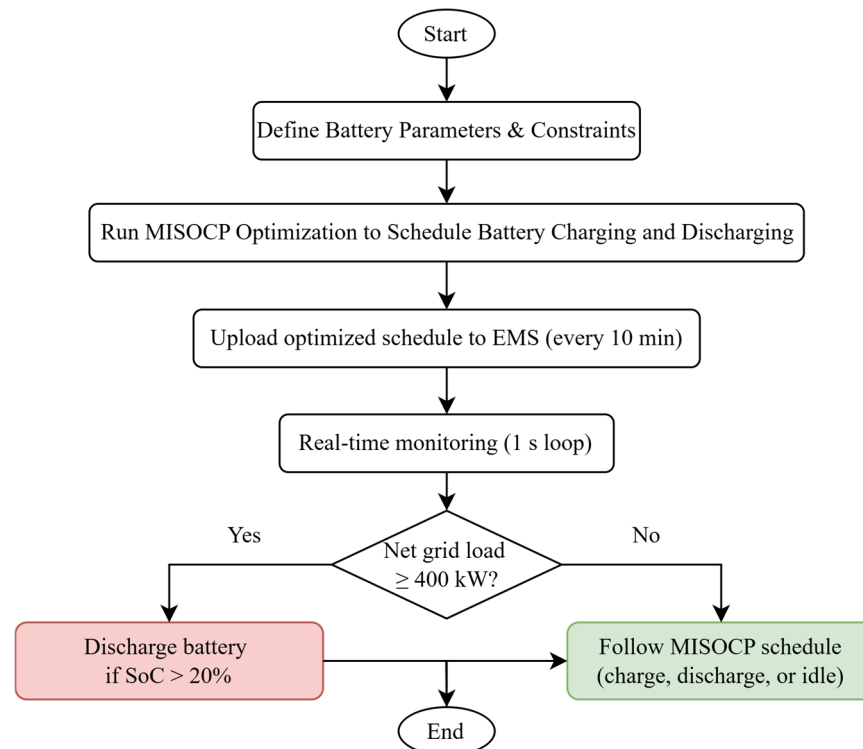 Start
Define Battery Parameters & Constraints
Run MISOCP Optimization to Schedule Battery Charging and Discharging
Upload optimized schedule to EMS (every 10 min)
Real-time monitoring (1 s loop)
Net grid load
≥ 400 kW?
Yes
No
Discharge battery
if SoC > 20%
Follow MISOCP schedule
(charge, discharge, or idle)
End